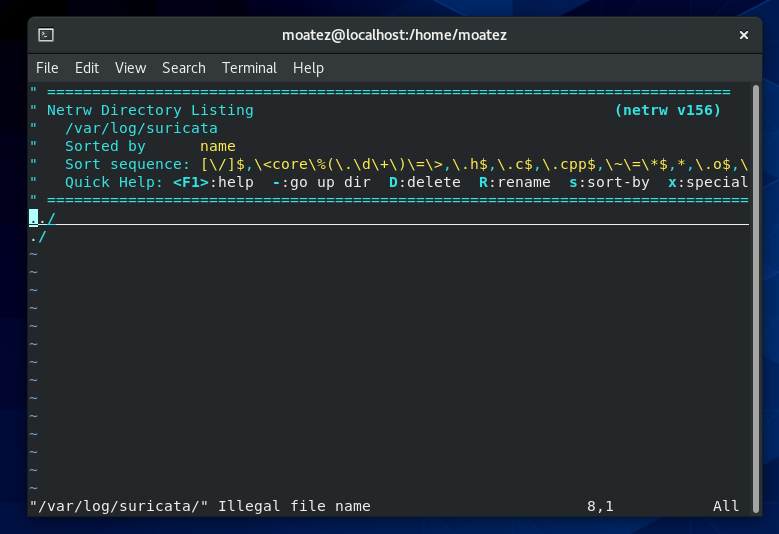 moatez@localhost:/home/moatez
File Edit View Search Terminal Help
" ============================================================================
" Netrw Directory Listing                                        (netrw v156)
"   /var/log/suricata
"   Sorted by      name
"   Sort sequence: [\/]$,\<core\%(\.\d\+\)\=\>,\.h$,\.c$,\.cpp$,\~\=\*$,*,\.o$,\
"   Quick Help: <F1>:help  -:go up dir  D:delete  R:rename  s:sort-by  x:special
" ==============================================================================
../
./
~
~
~
~
~
~
~
~
~
~
~
~
~
~
"/var/log/suricata/" Illegal file name                        8,1           All